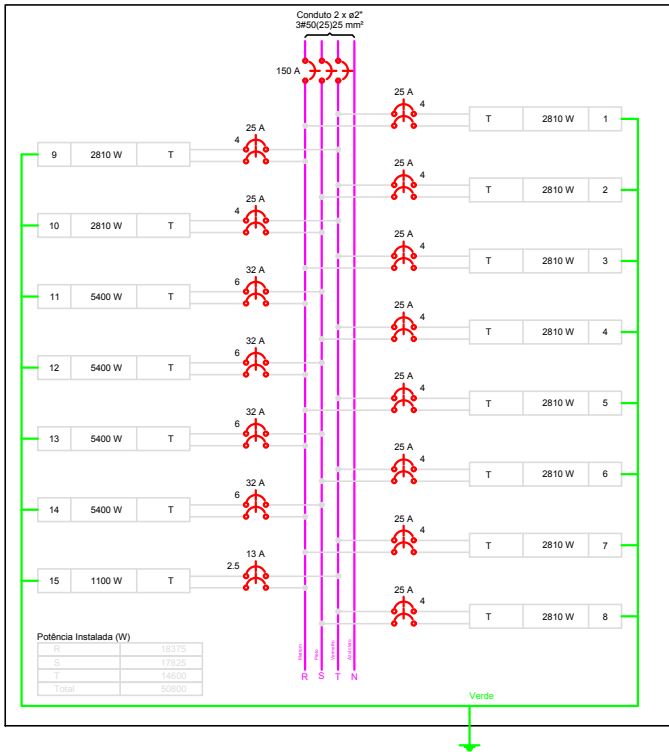 Conduto 2 x ø2"
3#50(25)25 mm²
150 A
25 A
4
T 2810 W 1
25 A
4
9 2810 W T
25 A
4
T 2810 W 2
25 A
4
10 2810 W T
25 A
4
T 2810 W 3
32 A
6
11 5400 W T
25 A
4
T 2810 W 4
32 A
6
12 5400 W T
25 A
4
T 2810 W 5
32 A
6
13 5400 W T
25 A
4
T 2810 W 6
32 A
6
14 5400 W T
25 A
4
T 2810 W 7
13 A
2.5
15 1100 W T
25 A
4
T 2810 W 8
Potência Instalada (W)
R 18375
S 17825
T 14600
Total 50800
Marrom
Preto
Vermelho
R S T N
Verde